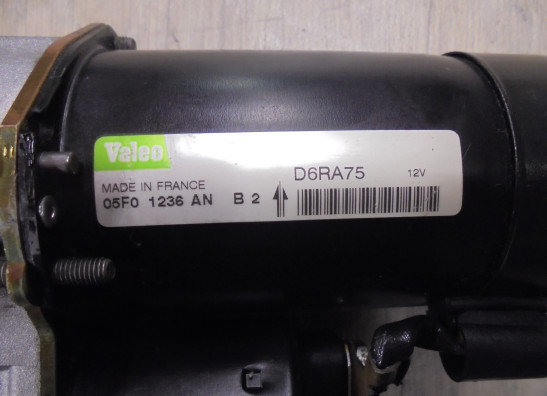 Valeo
D6RA75 12V
MADE IN FRANCE
05F0 1236 AN B 2